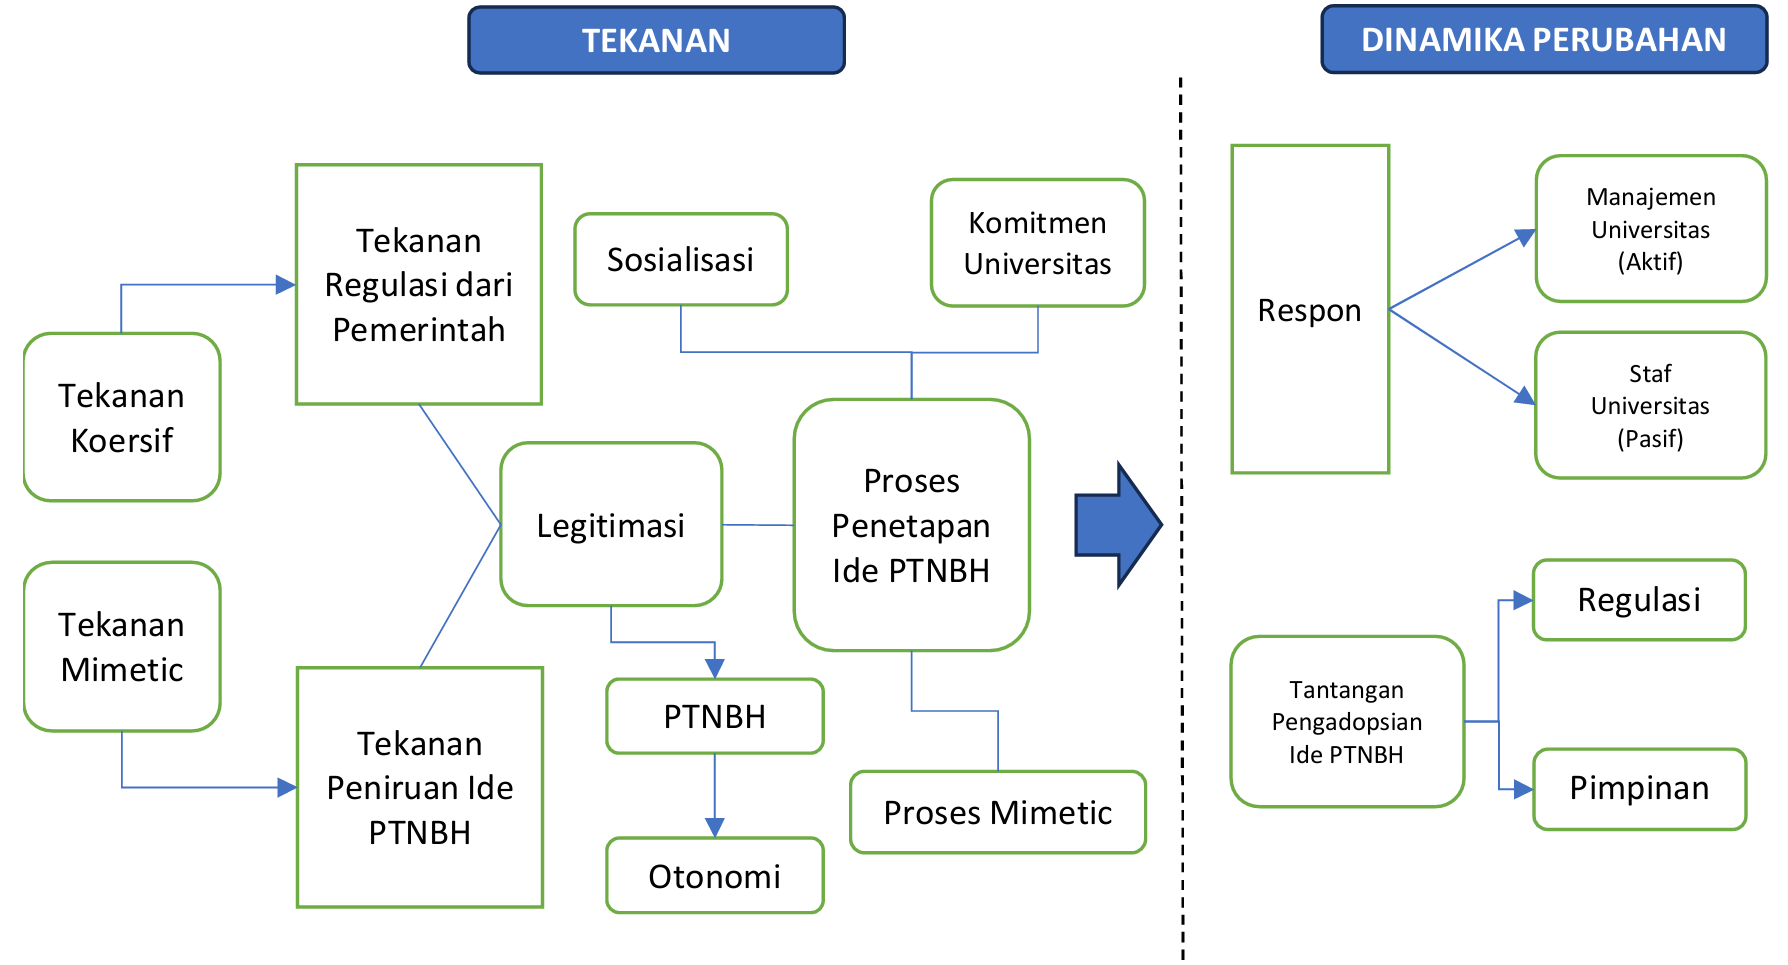 TEKANAN
DINAMIKA PERUBAHAN
Tekanan
Koersif
Tekanan
Regulasi dari
Pemerintah
Tekanan
Mimetic
Tekanan
Peniruan Ide
PTNBH
Sosialisasi
Komitmen
Universitas
Legitimasi
Proses
Penetapan
Ide PTNBH
PTNBH
Otonomi
Proses Mimetic
Respon
Manajemen
Universitas
(Aktif)
Staf
Universitas
(Pasif)
Tantangan
Pengadopsian
Ide PTNBH
Regulasi
Pimpinan